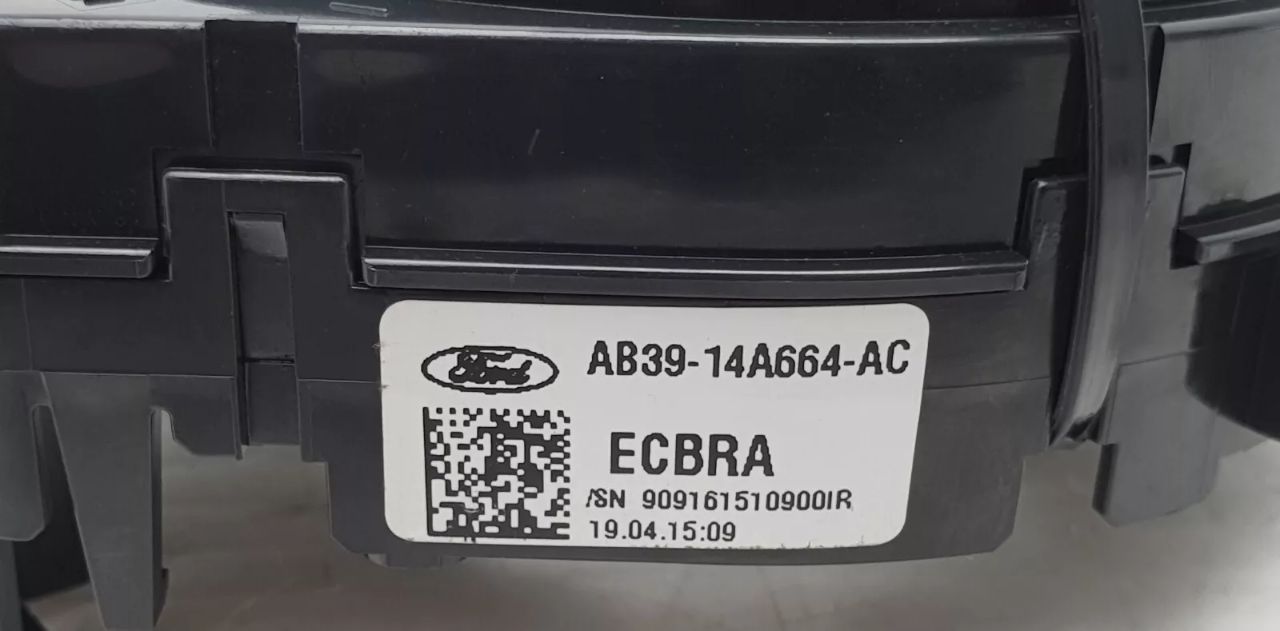 Ford
AB39-14A664-AC
ECBRA
/SN 909161510900IR
19.04.15:09